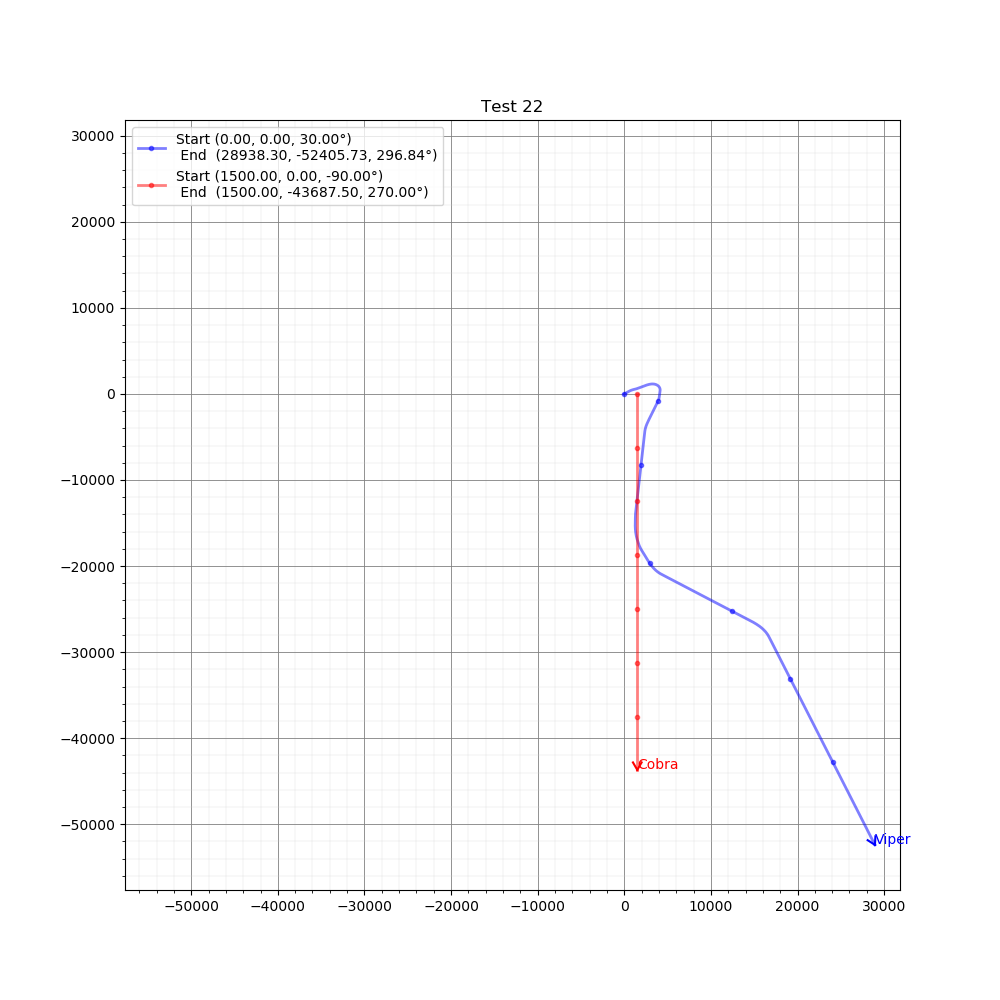 Test 22
Start (0.00, 0.00, 30.00°)
End (28938.30, -52405.73, 296.84°)
Start (1500.00, 0.00, -90.00°)
End (1500.00, -43687.50, 270.00°)
30000
20000
10000
0
−10000
−20000
−30000
−40000
−50000
Cobra
Viper
−50000 −40000 −30000 −20000 −10000 0 10000 20000 30000